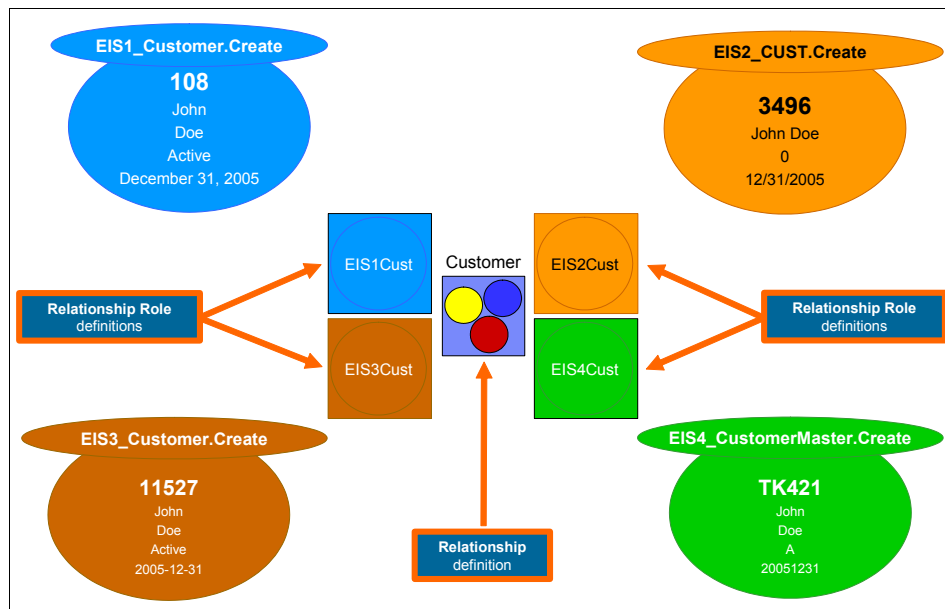 EIS1_Customer.Create
108
John
Doe
Active
December 31, 2005
EIS2_CUST.Create
3496
John Doe
0
12/31/2005
EIS1Cust
Customer
EIS2Cust
Relationship Role
definitions
Relationship Role
definitions
EIS3Cust
EIS4Cust
EIS3_Customer.Create
11527
John
Doe
Active
2005-12-31
Relationship
definition
EIS4_CustomerMaster.Create
TK421
John
Doe
A
20051231